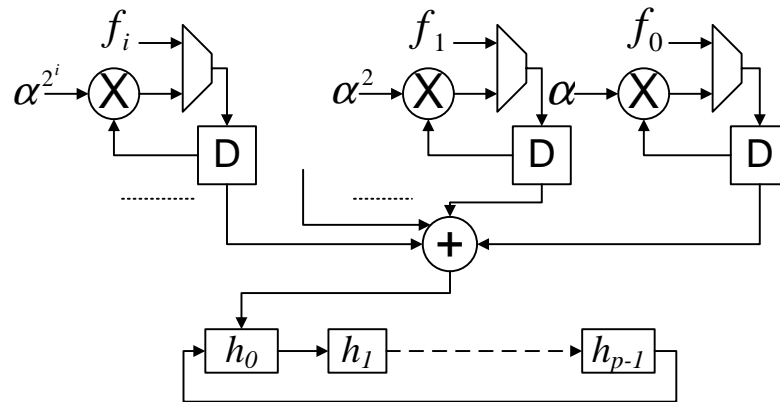 f_i f_1 f_0
α^{2^i} X α^2 X α X
D D D
+
h_0 h_1 h_{p-1}